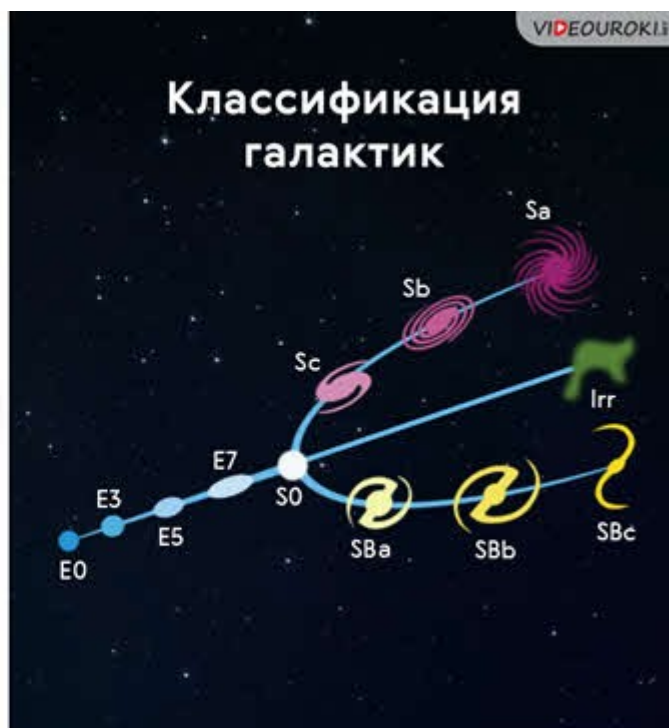 VIDEOUROKI.i
Классификация
галактик
Sa
Sb
Sc
Irr
E7
S0
E3
E5
E0
SBa
SBb
SBc